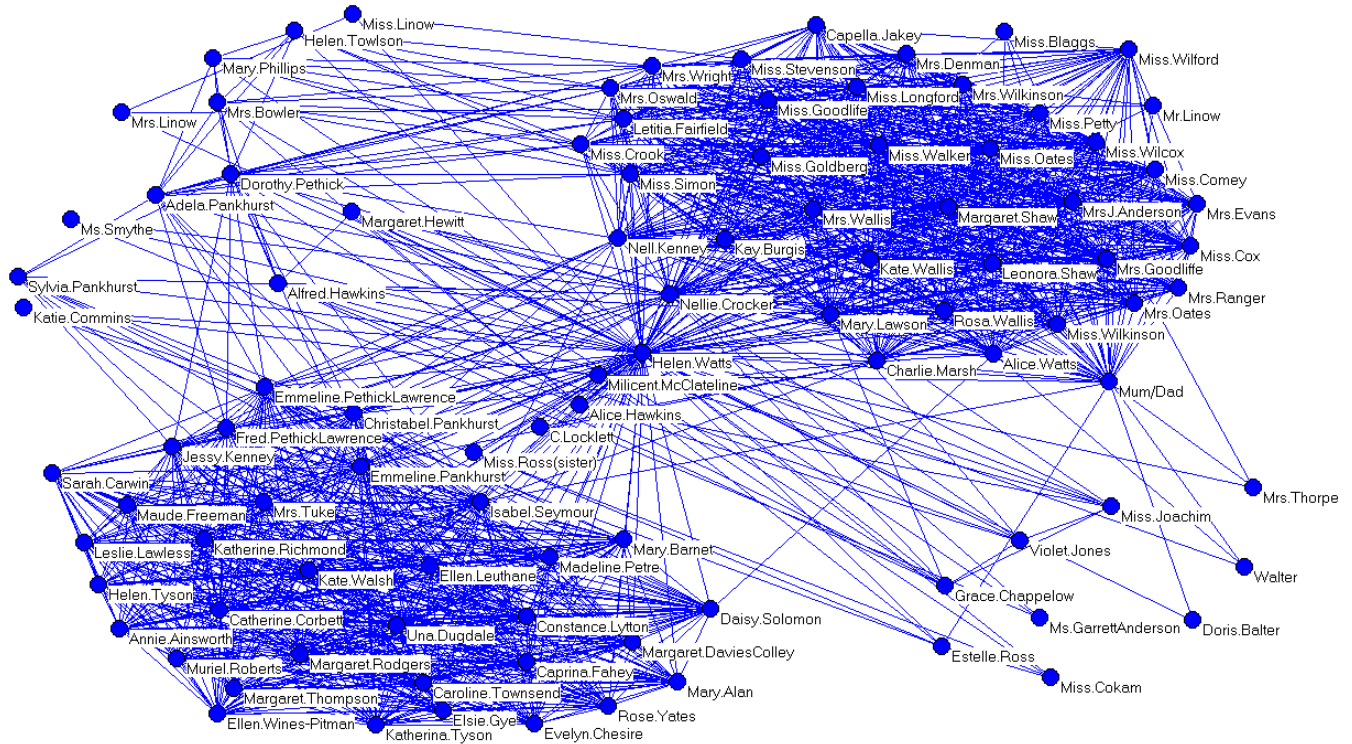 Miss.Linow
Helen.Towlson
Capella.Jakey
Miss.Blaggs
Mary.Phillips
Mrs.Denman
Miss.Wilford
Mrs.Wright
Miss.Stevenson
Mrs.Oswald
Miss.Longford
Mrs.Wilkinson
Mrs.Linow
Mrs.Bowler
Miss.Goodlife
Mr.Linow
Letitia.Fairfield
Miss.Petty
Miss.Crook
Miss.Goldberg
Miss.Walker
Miss.Oates
Miss.Wilcox
Dorothy.Pethick
Miss.Simon
Miss.Comey
Adela.Pankhurst
Margaret.Hewitt
Mrs.Wallis
Margaret.Shaw
MrsJ.Anderson
Mrs.Evans
Ms.Smythe
Nell.Kenney
Kay.Burgis
Miss.Cox
Sylvia.Pankhurst
Alfred.Hawkins
Kate.Wallis
Leonora.Shaw
Mrs.Goodliffe
Katie.Commins
Nellie.Crocker
Mrs.Ranger
Mrs.Oates
Mary.Lawson
Rosa.Wallis
Miss.Wilkinson
Helen.Watts
Charlie.Marsh
Alice.Watts
Milicent.McClateline
Mum/Dad
Emmeline.PethickLawrence
Alice.Hawkins
Christabel.Pankhurst
Fred.PethickLawrence
C.Locklett
Jessy.Kenney
Miss.Ross(sister)
Sarah.Carwin
Emmeline.Pankhurst
Mrs.Thorpe
Maude.Freeman
Mrs.Tuke
Isabel.Seymour
Miss.Joachim
Leslie.Lawless
Katherine.Richmond
Mary.Barnet
Violet.Jones
Kate.Walsh
Ellen.Leuthane
Madeline.Petre
Walter
Helen.Tyson
Grace.Chappelow
Catherine.Corbett
Una.Dugdale
Constance.Lytton
Daisy.Solomon
Ms.GarrettAnderson
Doris.Balter
Annie.Ainsworth
Margaret.DaviesColley
Estelle.Ross
Muriel.Roberts
Margaret.Rodgers
Caprina.Fahey
Miss.Cokam
Margaret.Thompson
Caroline.Townsend
Mary.Alan
Ellen.Wines-Pitman
Elsie.Gye
Rose.Yates
Katherina.Tyson
Evelyn.Chesire